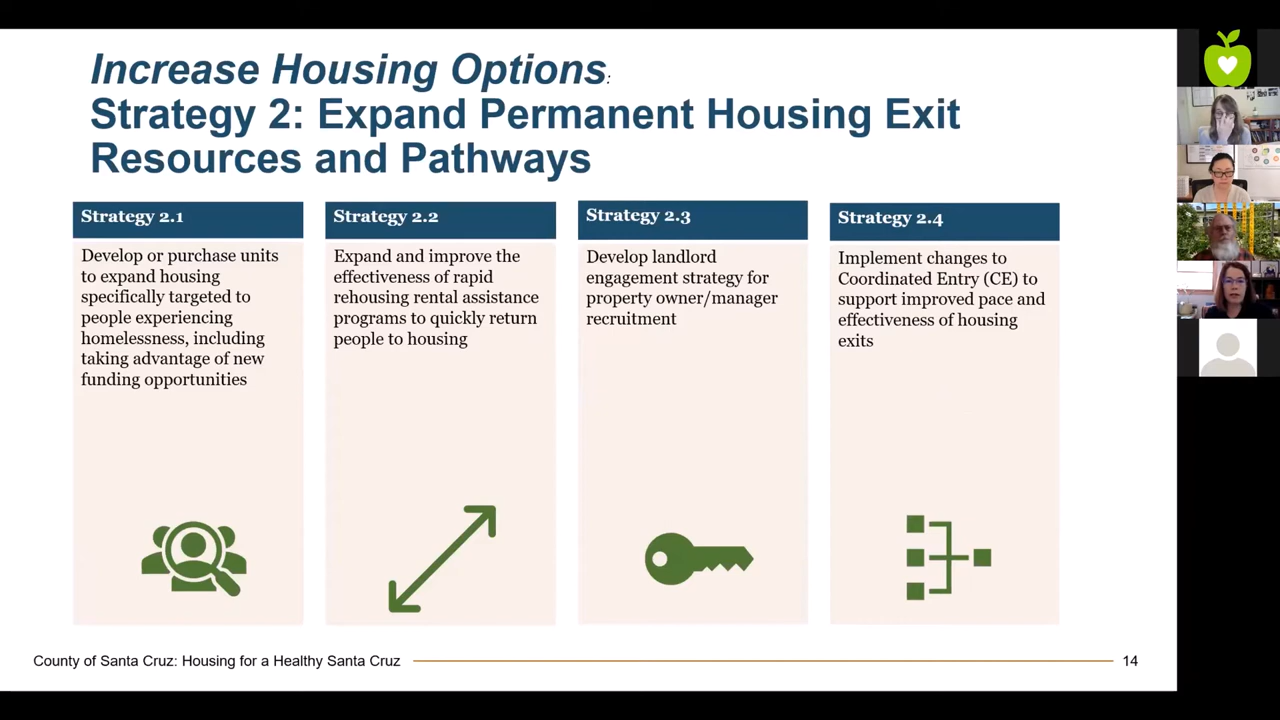 Increase Housing Options:
Strategy 2: Expand Permanent Housing Exit
Resources and Pathways
Strategy 2.1
Develop or purchase units
to expand housing
specifically targeted to
people experiencing
homelessness, including
taking advantage of new
funding opportunities
Strategy 2.2
Expand and improve the
effectiveness of rapid
rehousing rental assistance
programs to quickly return
people to housing
Strategy 2.3
Develop landlord
engagement strategy for
property owner/manager
recruitment
Strategy 2.4
Implement changes to
Coordinated Entry (CE) to
support improved pace and
effectiveness of housing
exits
County of Santa Cruz: Housing for a Healthy Santa Cruz
14